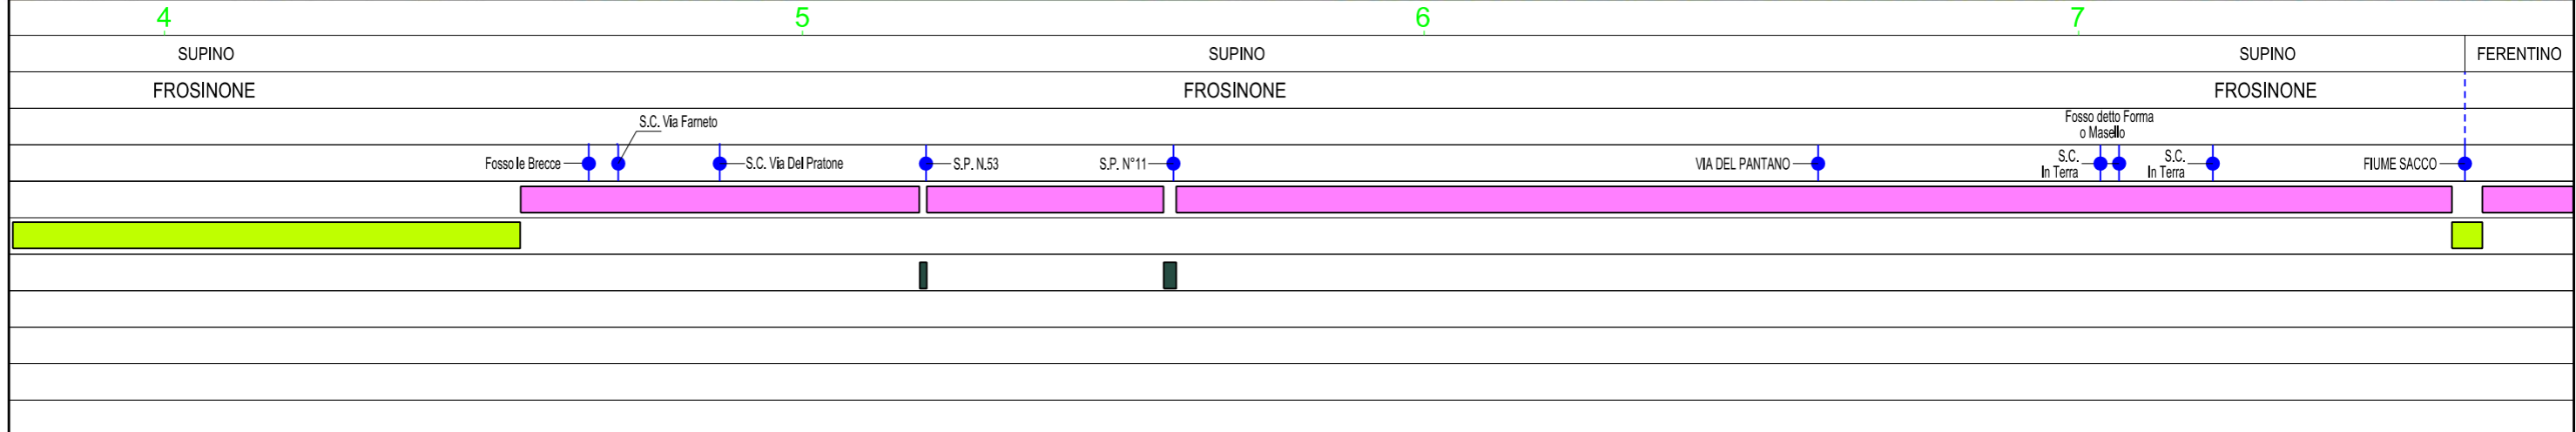 4 5 6 7
SUPINO SUPINO SUPINO FERENTINO
FROSINONE FROSINONE FROSINONE
S.C. Via Farneto
Fosso detto Forma
o Masello
Fosso le Brecce
S.C. Via Del Pratone
S.P. N.53
S.P. N°11
VIA DEL PANTANO
S.C.
In Terra
S.C.
In Terra
FIUME SACCO